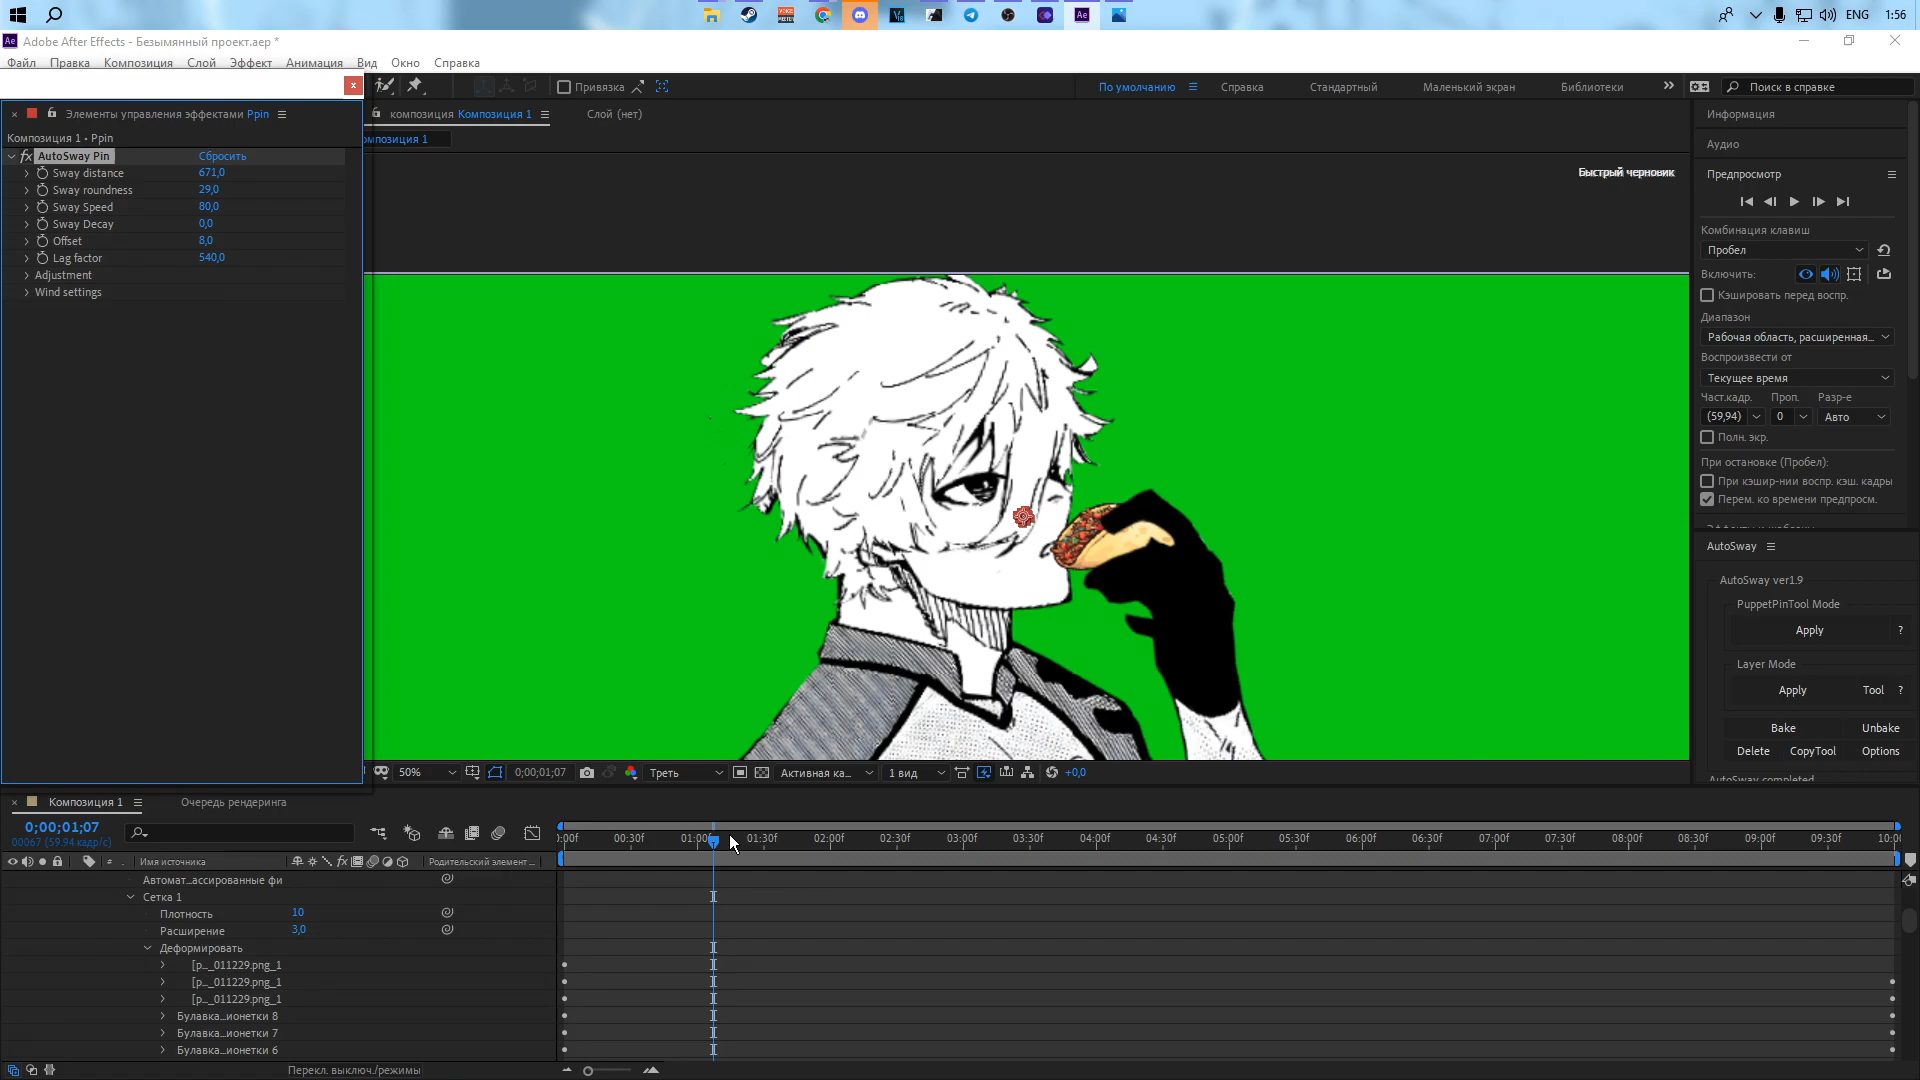 ENG
1:56
Ae
Adobe After Effects - Безымянный проект.aep *
Файл Правка Композиция Слой Эффект Анимация Вид Окно Справка
Привязка
По умолчанию
Справка
Стандартный
Маленький экран
Библиотеки
Поиск в справке
Элементы управления эффектами Ppin
композиция Композиция 1
Слой (нет)
Информация
Композиция 1 • Ppin
омпозиция 1
Аудио
fx AutoSway Pin Сбросить
Sway distance 671,0
Sway roundness 29,0
Sway Speed 80,0
Sway Decay 0,0
Offset 8,0
Lag factor 540,0
Adjustment
Wind settings
Быстрый черновик
Предпросмотр
Комбинация клавиш
Пробел
Включить:
Кэшировать перед воспр.
Диапазон
Рабочая область, расширенная...
Воспроизвести от
Текущее время
Част.кадр. Проп. Разр-е
(59,94) 0 Авто
Полн. экр.
При остановке (Пробел):
При кэшир-нии воспр. кэш. кадры
Перем. ко времени предпросм.
AutoSway
AutoSway ver1.9
PuppetPinTool Mode
Apply ?
Layer Mode
Apply Tool ?
Bake Unbake
Delete CopyTool Options
AutoSway completed
50%
0;00;01;07
Треть
Активная ка...
1 вид
+0,0
Композиция 1
Очередь рендеринга
0;00;01;07
00067 (59.94 кадр/с)
:00f 00:30f 01:00f 01:30f 02:00f 02:30f 03:00f 03:30f 04:00f 04:30f 05:00f 05:30f 06:00f 06:30f 07:00f 07:30f 08:00f 08:30f 09:00f 09:30f 10:0
# Имя источника fx Родительский элемент ...
Автомат...ассированные фи
Сетка 1
Плотность 10
Расширение 3,0
Деформировать
[p..._011229.png_1
[p..._011229.png_1
[p..._011229.png_1
Булавка...ионетки 8
Булавка...ионетки 7
Булавка...ионетки 6
Перекл. выключ./режимы